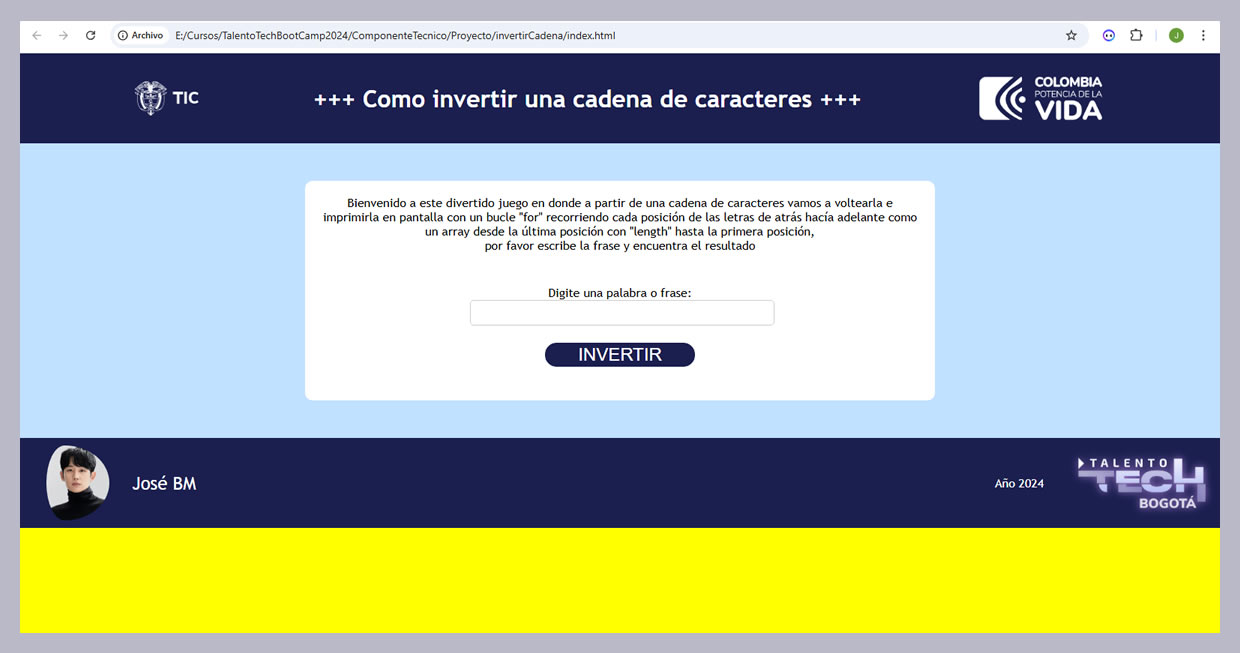 Archivo E:/Cursos/TalentoTechBootCamp2024/ComponenteTecnico/Proyecto/invertirCadena/index.html J
TIC
+++ Como invertir una cadena de caracteres +++
COLOMBIA
POTENCIA DE LA
VIDA
Bienvenido a este divertido juego en donde a partir de una cadena de caracteres vamos a voltearla e
imprimirla en pantalla con un bucle "for" recorriendo cada posición de las letras de atrás hacía adelante como
un array desde la última posición con "length" hasta la primera posición,
por favor escribe la frase y encuentra el resultado
Digite una palabra o frase:
INVERTIR
José BM
Año 2024
TALENTO
TECH
BOGOTÁ